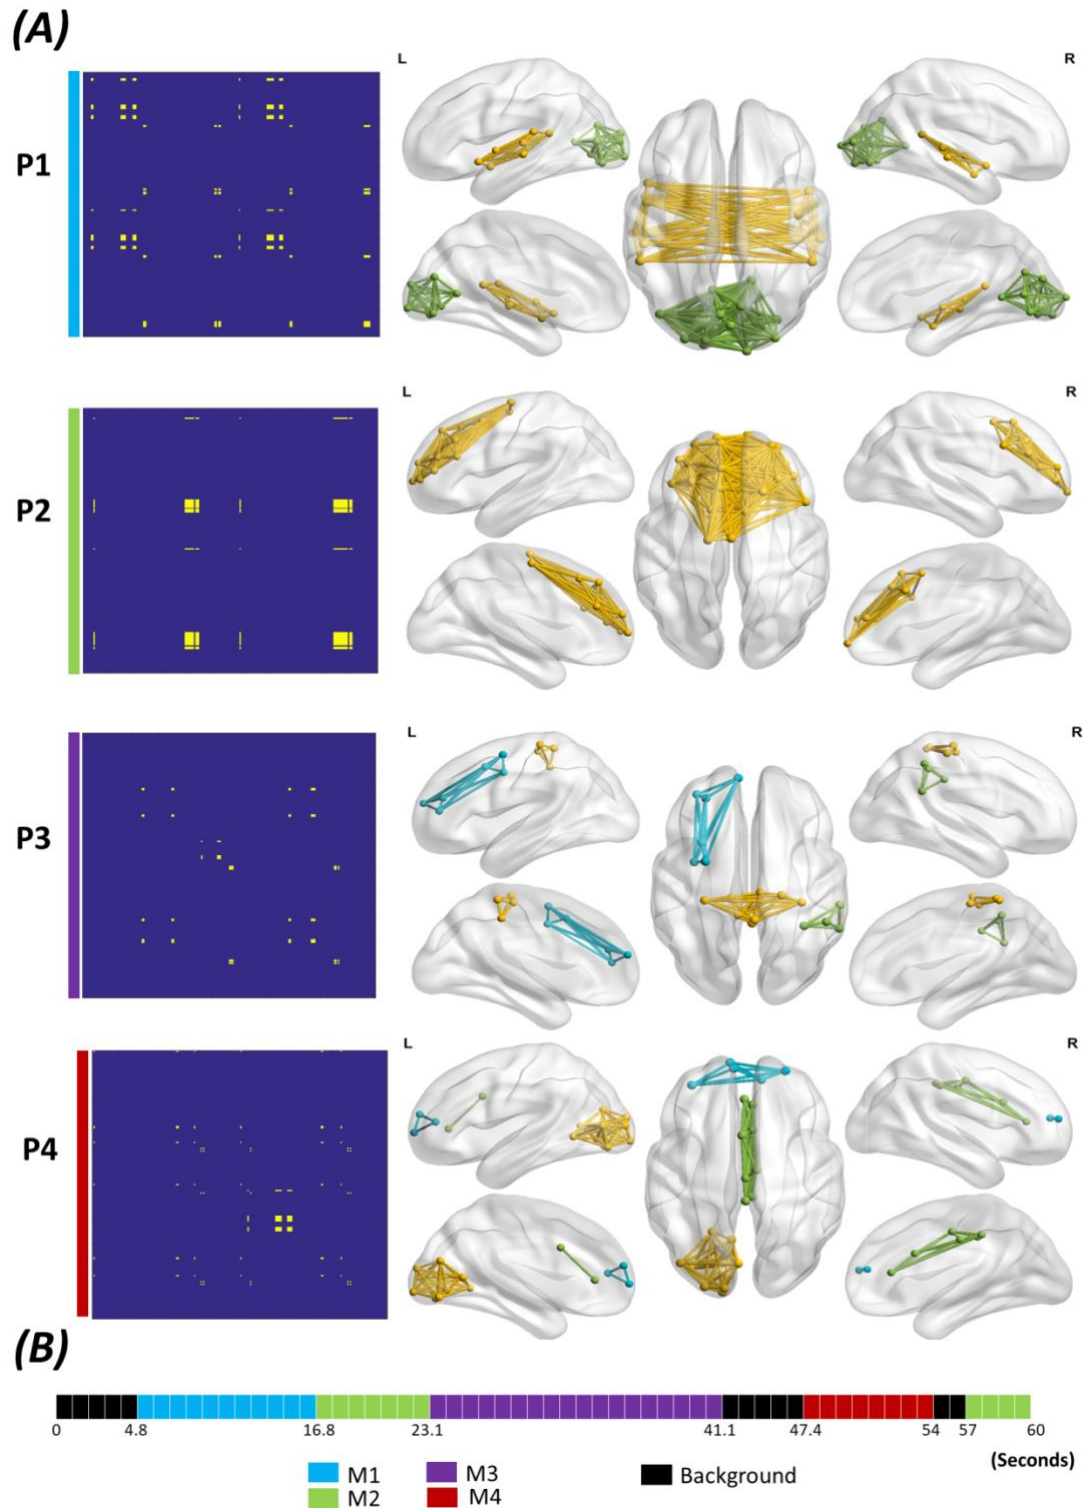 (A)
L R
P1
L R
P2
L R
P3
L R
P4
(B)
0 4.8 16.8 23.1 41.1 47.4 54 57 60
(Seconds)
M1 M3 Background
M2 M4